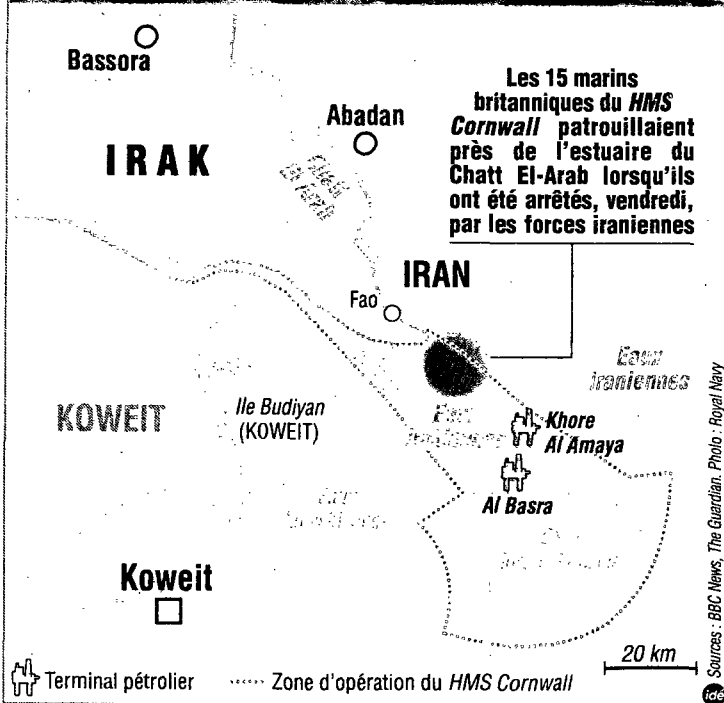 Bassora
Abadan
IRAK
Les 15 marins
britanniques du HMS
Cornwall patrouillaient
près de l'estuaire du
Chatt El-Arab lorsqu'ils
ont été arrêtés, vendredi,
par les forces iraniennes
IRAN
Fao
Eaux
iraniennes
KOWEIT
Ile Budiyan
(KOWEIT)
Khore
Al Amaya
Al Basra
Koweit
20 km
Terminal pétrolier
Zone d'opération du HMS Cornwall
Sources : BBC News, The Guardian. Photo : Royal Navy
idé